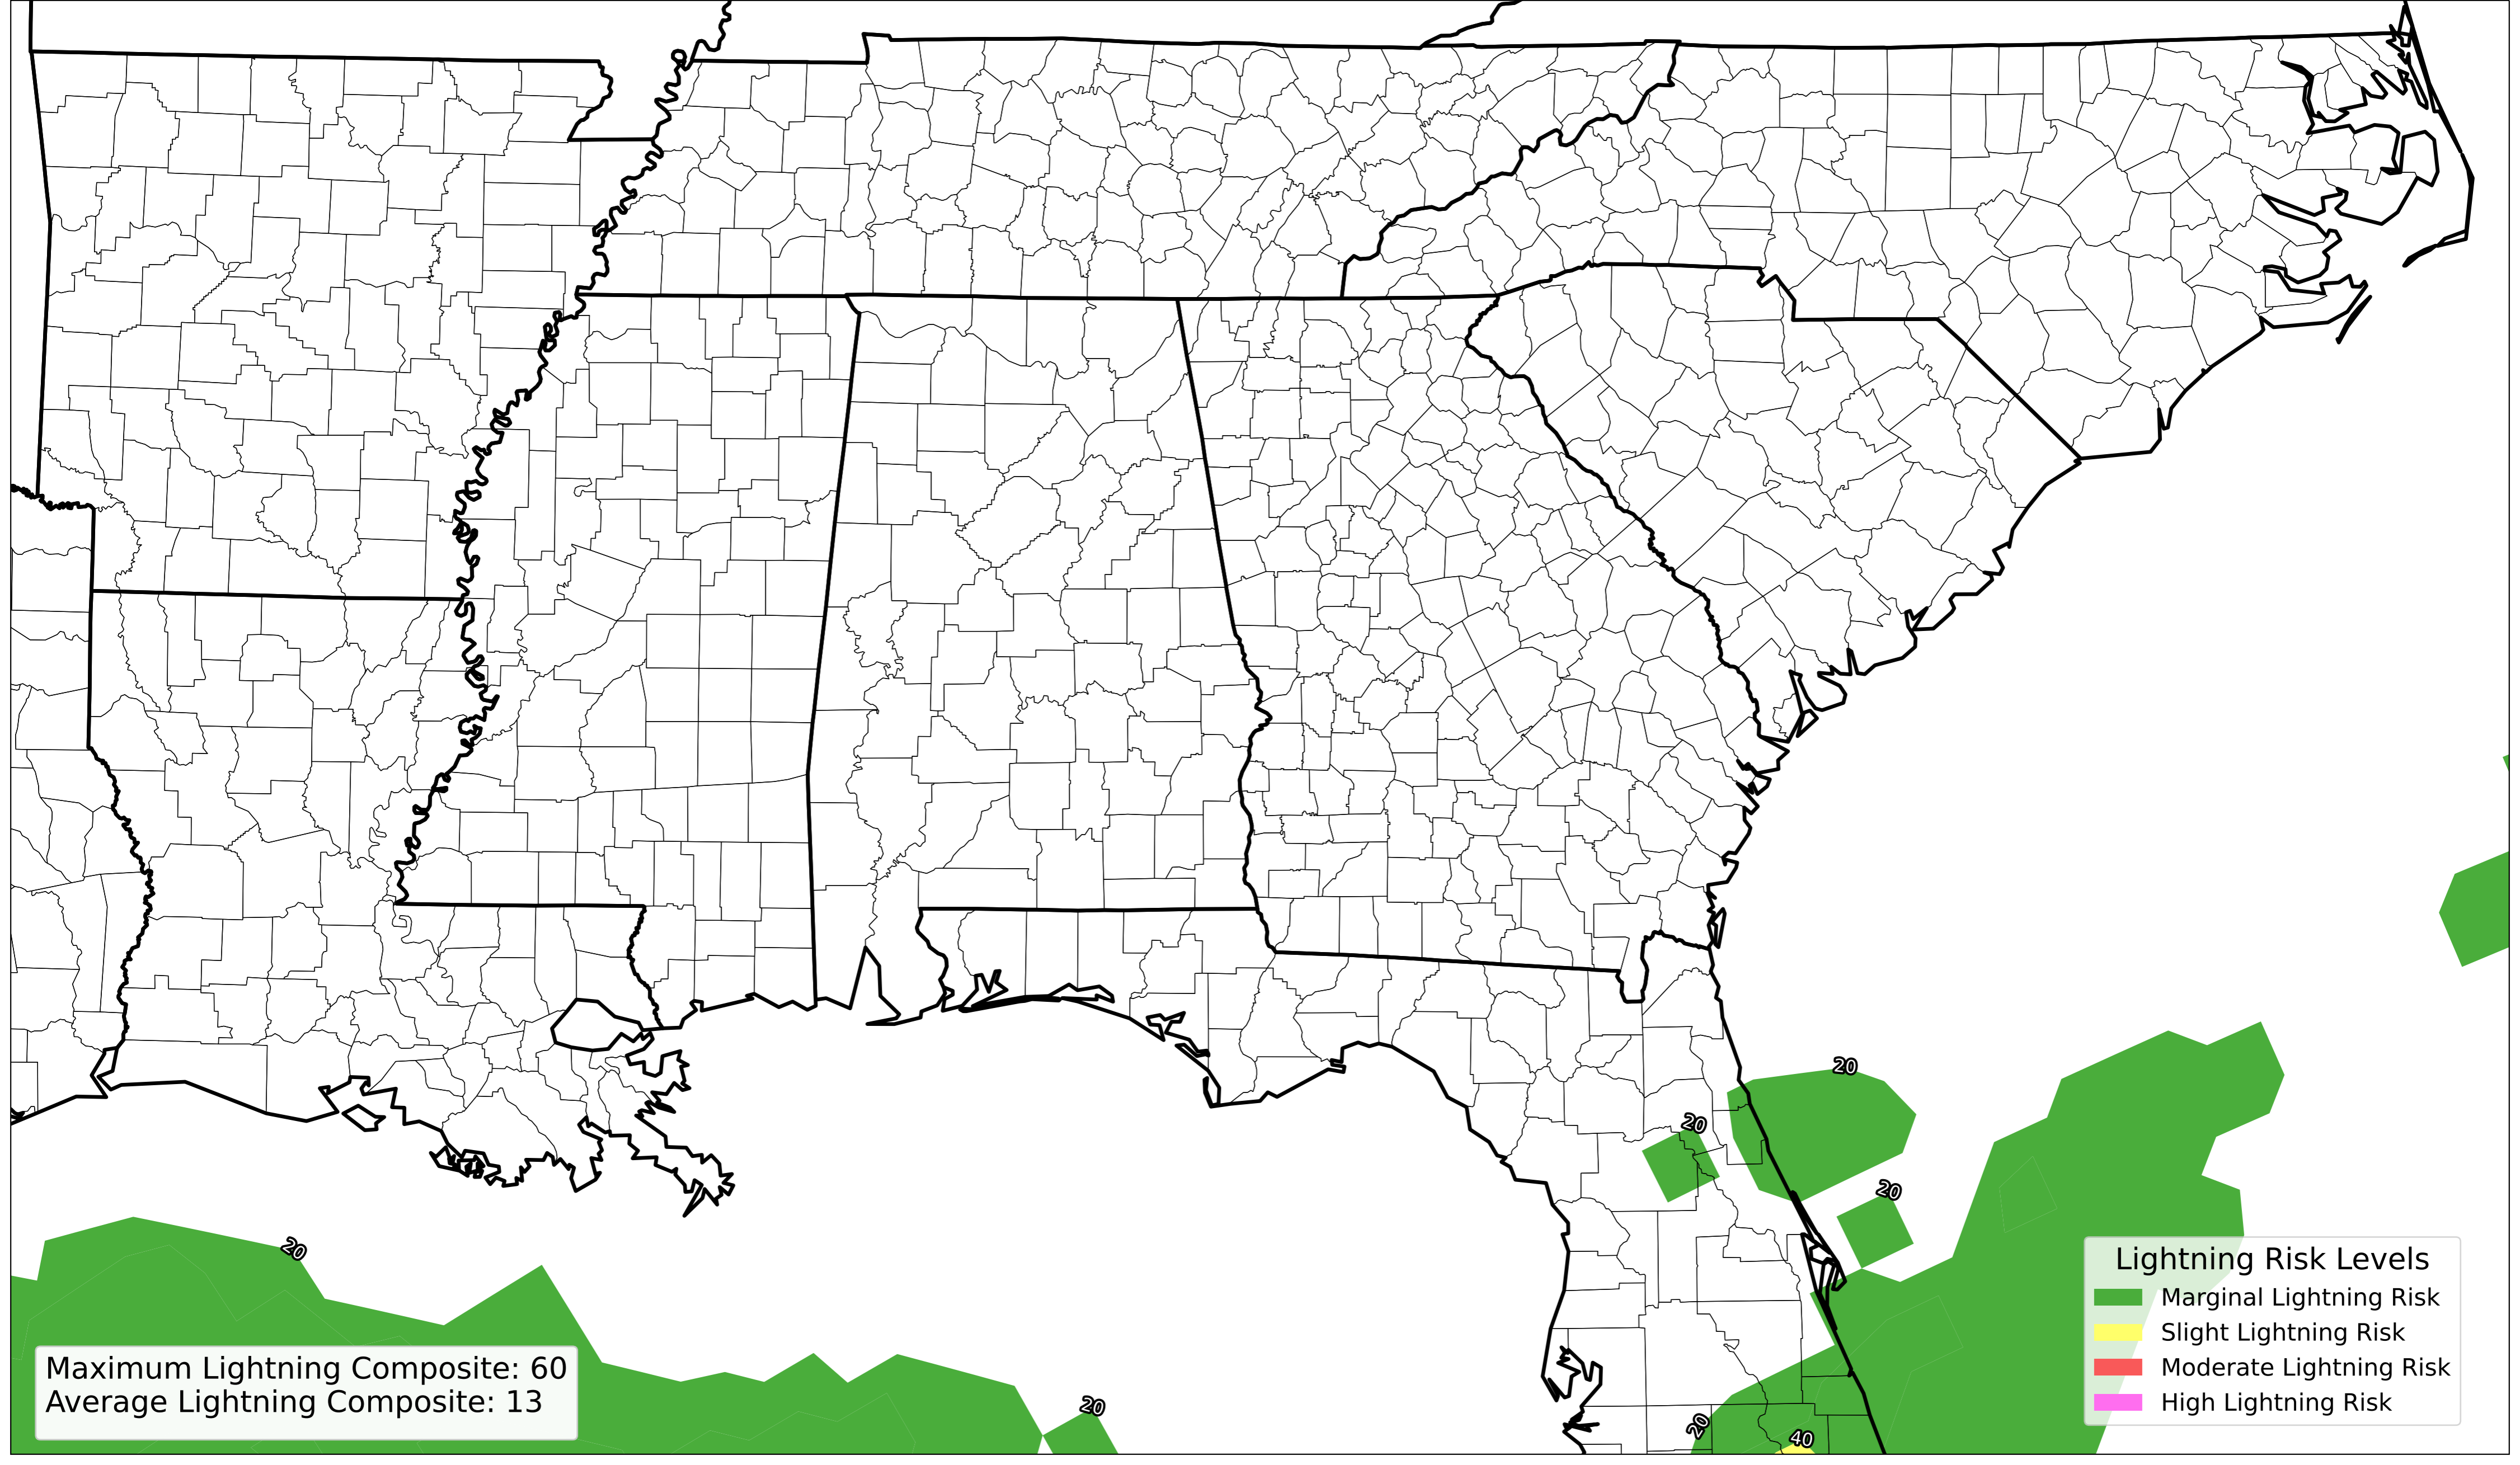 20
20
20
20
20
20
40
Maximum Lightning Composite: 60
Average Lightning Composite: 13
Lightning Risk Levels
Marginal Lightning Risk
Slight Lightning Risk
Moderate Lightning Risk
High Lightning Risk